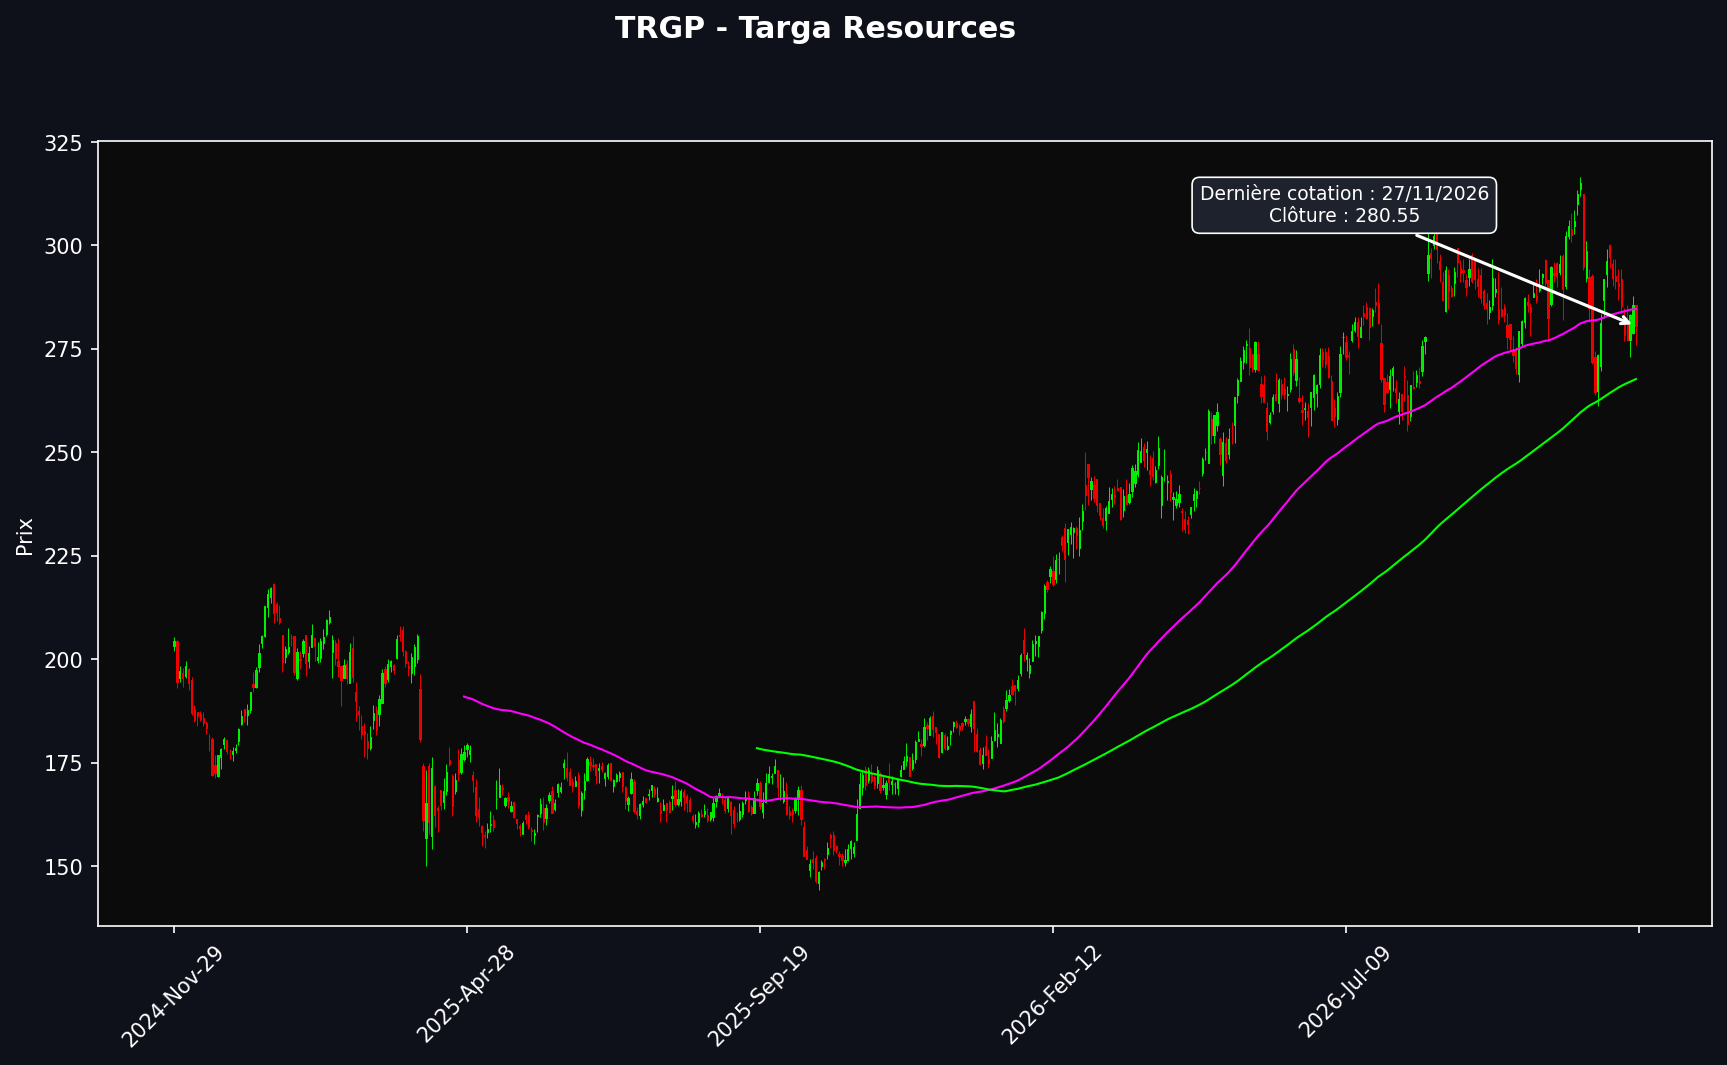 TRGP - Targa Resources
325
300
275
250
225
200
175
150
Prix
Dernière cotation : 27/11/2026
Clôture : 280.55
2024-Nov-29
2025-Apr-28
2025-Sep-19
2026-Feb-12
2026-Jul-09